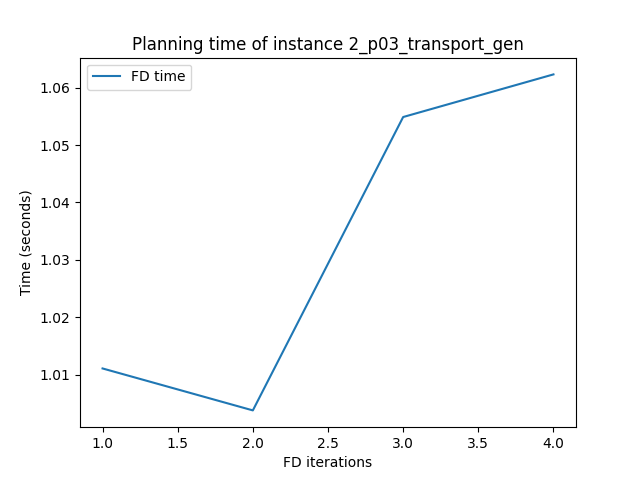 Planning time of instance 2_p03_transport_gen
FD time
1.06
1.05
1.04
1.03
1.02
1.01
Time (seconds)
1.0 1.5 2.0 2.5 3.0 3.5 4.0
FD iterations